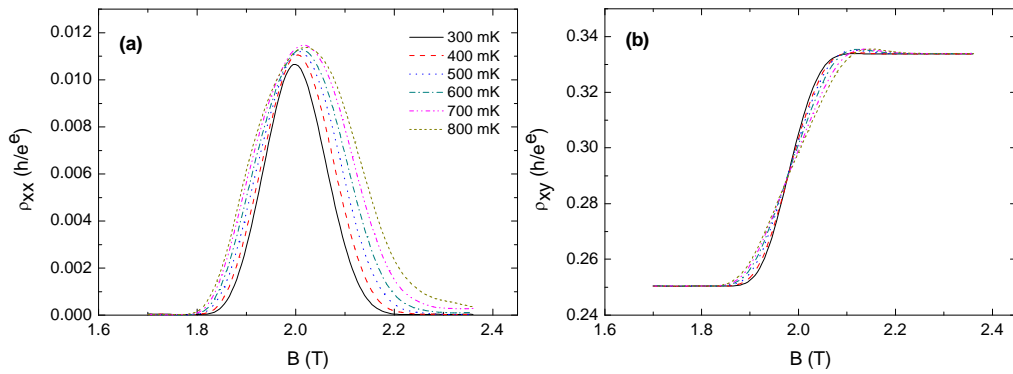 (a)
300 mK
400 mK
500 mK
600 mK
700 mK
800 mK
ρxx (h/e^e)
0.012
0.010
0.008
0.006
0.004
0.002
0.000
1.6 1.8 2.0 2.2 2.4
B (T)
(b)
ρxy (h/e^e)
0.34
0.32
0.30
0.28
0.26
0.24
1.6 1.8 2.0 2.2 2.4
B (T)